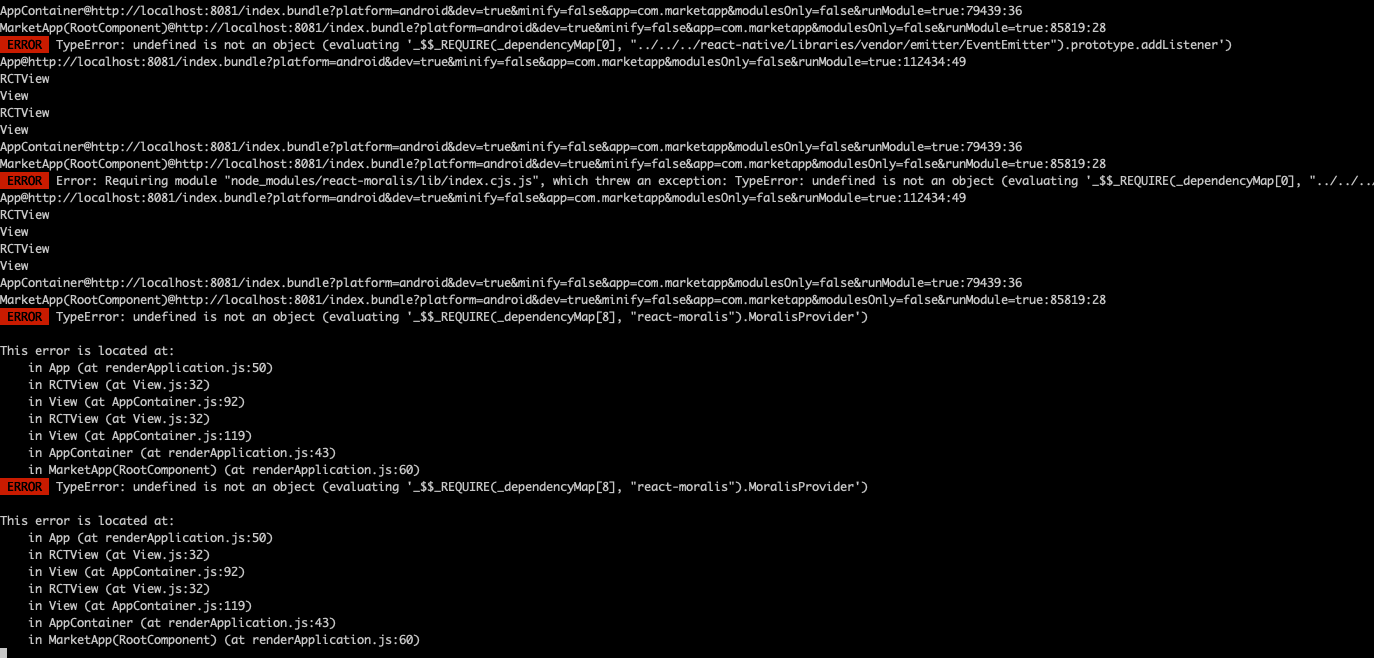 AppContainer@http://localhost:8081/index.bundle?platform=android&dev=true&minify=false&app=com.marketapp&modulesOnly=false&runModule=true:79439:36
MarketApp(RootComponent)@http://localhost:8081/index.bundle?platform=android&dev=true&minify=false&app=com.marketapp&modulesOnly=false&runModule=true:85819:28
ERROR TypeError: undefined is not an object (evaluating '_$$_REQUIRE(_dependencyMap[0], "../../../react-native/Libraries/vendor/emitter/EventEmitter").prototype.addListener')
App@http://localhost:8081/index.bundle?platform=android&dev=true&minify=false&app=com.marketapp&modulesOnly=false&runModule=true:112434:49
RCTView
View
RCTView
View
AppContainer@http://localhost:8081/index.bundle?platform=android&dev=true&minify=false&app=com.marketapp&modulesOnly=false&runModule=true:79439:36
MarketApp(RootComponent)@http://localhost:8081/index.bundle?platform=android&dev=true&minify=false&app=com.marketapp&modulesOnly=false&runModule=true:85819:28
ERROR Error: Requiring module "node_modules/react-moralis/lib/index.cjs.js", which threw an exception: TypeError: undefined is not an object (evaluating '_$$_REQUIRE(_dependencyMap[0], "../../..
App@http://localhost:8081/index.bundle?platform=android&dev=true&minify=false&app=com.marketapp&modulesOnly=false&runModule=true:112434:49
RCTView
View
RCTView
View
AppContainer@http://localhost:8081/index.bundle?platform=android&dev=true&minify=false&app=com.marketapp&modulesOnly=false&runModule=true:79439:36
MarketApp(RootComponent)@http://localhost:8081/index.bundle?platform=android&dev=true&minify=false&app=com.marketapp&modulesOnly=false&runModule=true:85819:28
ERROR TypeError: undefined is not an object (evaluating '_$$_REQUIRE(_dependencyMap[8], "react-moralis").MoralisProvider')
This error is located at:
in App (at renderApplication.js:50)
in RCTView (at View.js:32)
in View (at AppContainer.js:92)
in RCTView (at View.js:32)
in View (at AppContainer.js:119)
in AppContainer (at renderApplication.js:43)
in MarketApp(RootComponent) (at renderApplication.js:60)
ERROR TypeError: undefined is not an object (evaluating '_$$_REQUIRE(_dependencyMap[8], "react-moralis").MoralisProvider')
This error is located at:
in App (at renderApplication.js:50)
in RCTView (at View.js:32)
in View (at AppContainer.js:92)
in RCTView (at View.js:32)
in View (at AppContainer.js:119)
in AppContainer (at renderApplication.js:43)
in MarketApp(RootComponent) (at renderApplication.js:60)